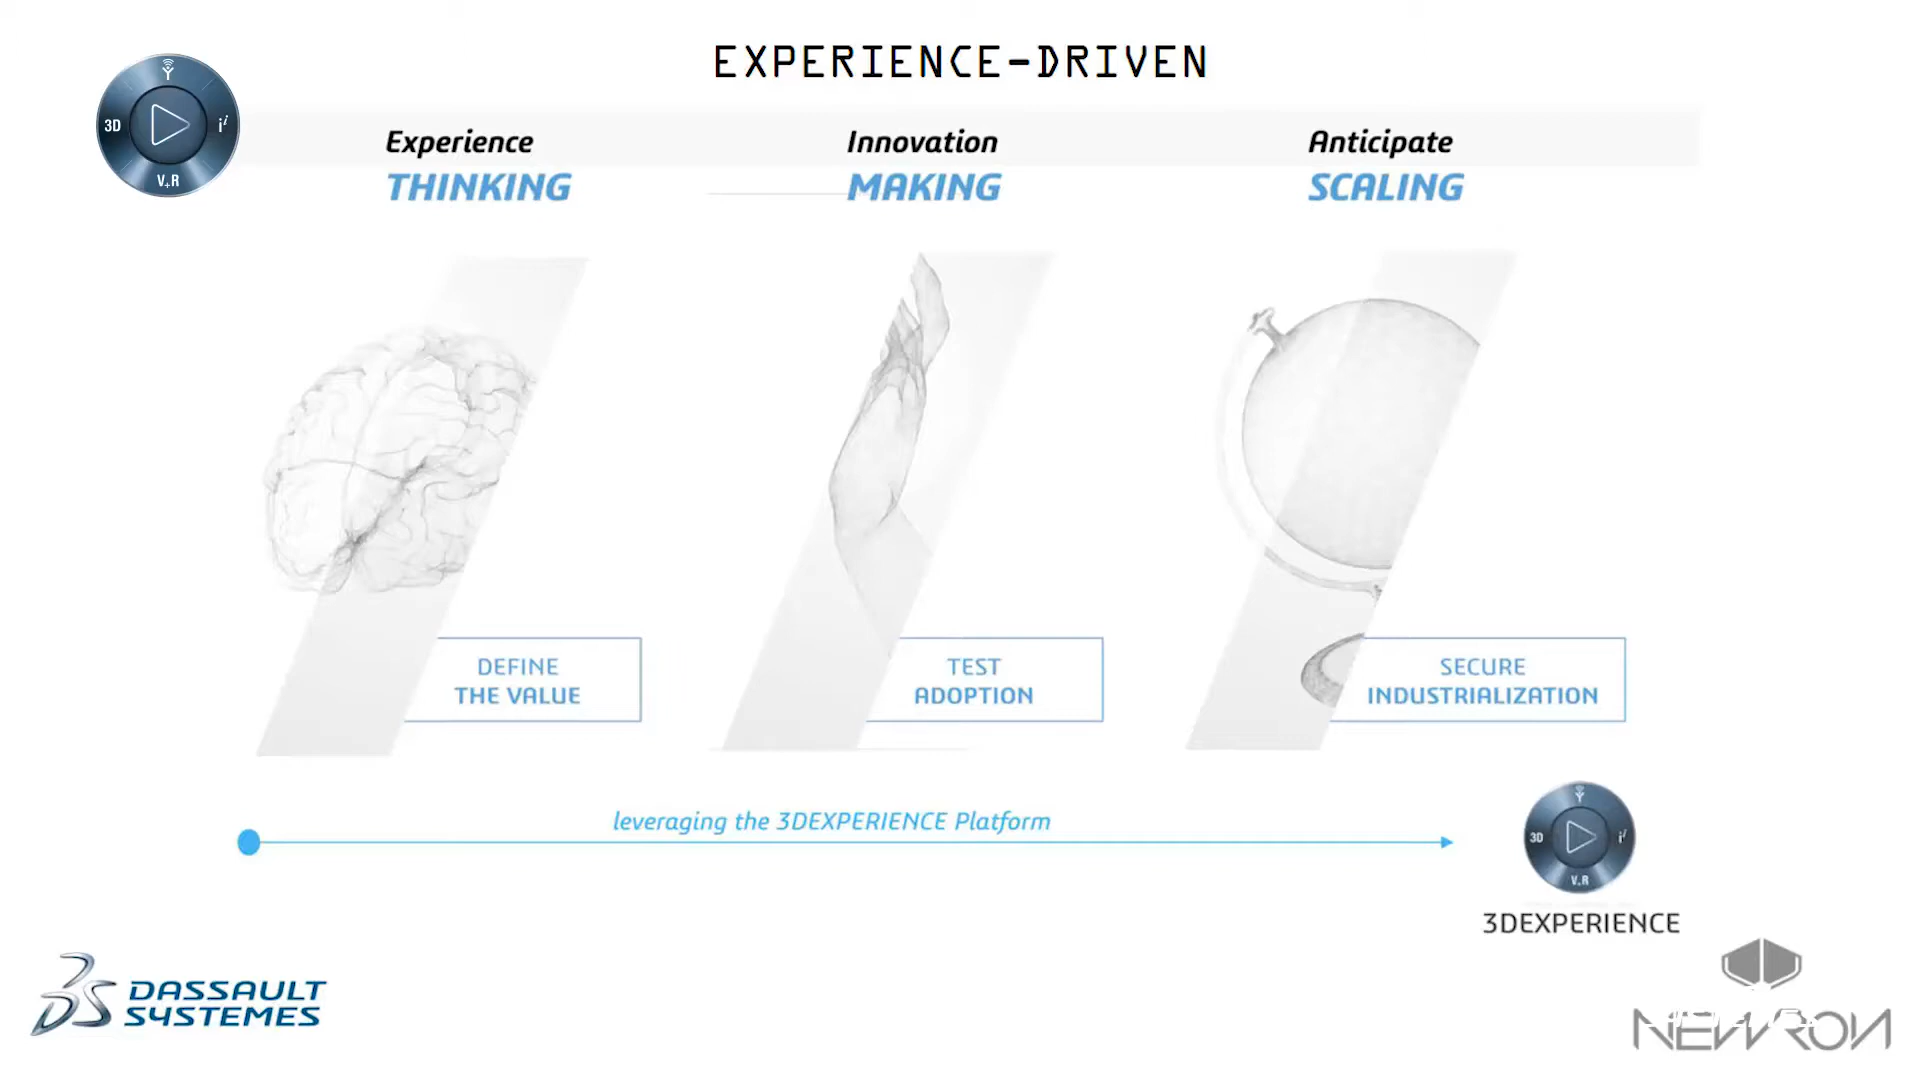 EXPERIENCE-DRIVEN
3D
i
V+R
Experience
THINKING
Innovation
MAKING
Anticipate
SCALING
DEFINE
THE VALUE
TEST
ADOPTION
SECURE
INDUSTRIALIZATION
leveraging the 3DEXPERIENCE Platform
3D
i
V+R
3DEXPERIENCE
DS DASSAULT
SYSTEMES
NEWRON